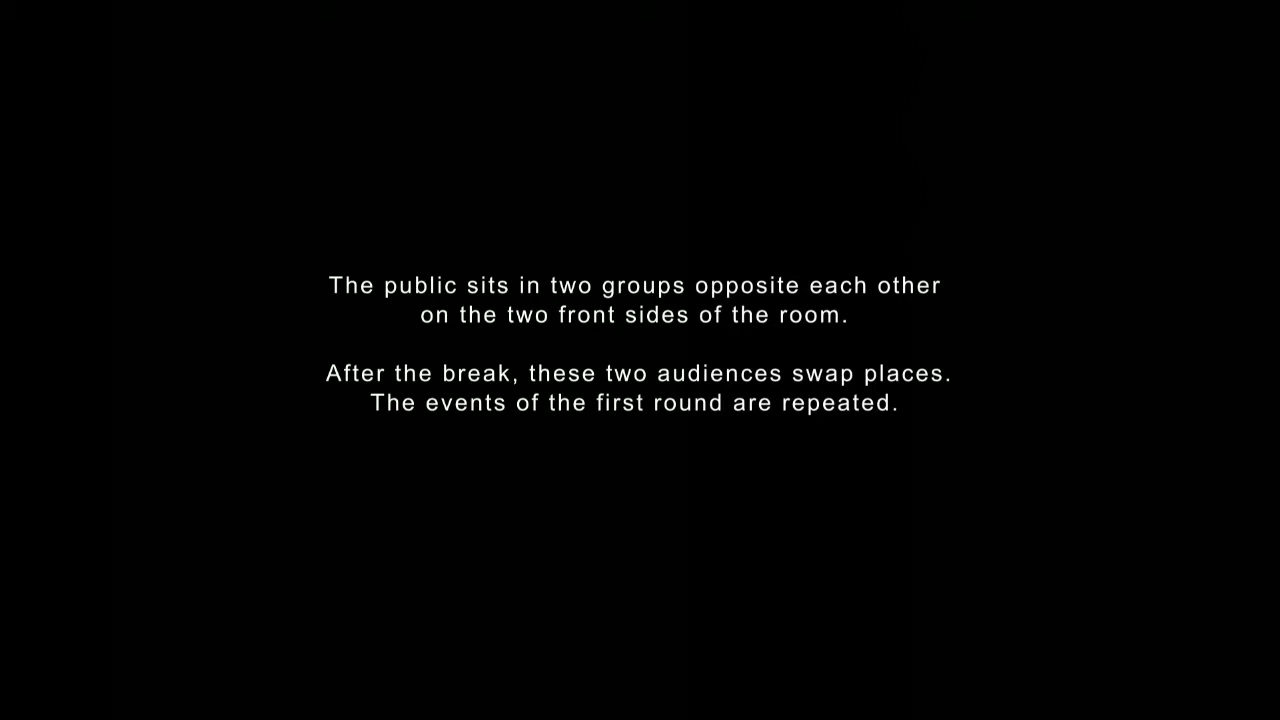 The public sits in two groups opposite each other
on the two front sides of the room.
After the break, these two audiences swap places.
The events of the first round are repeated.